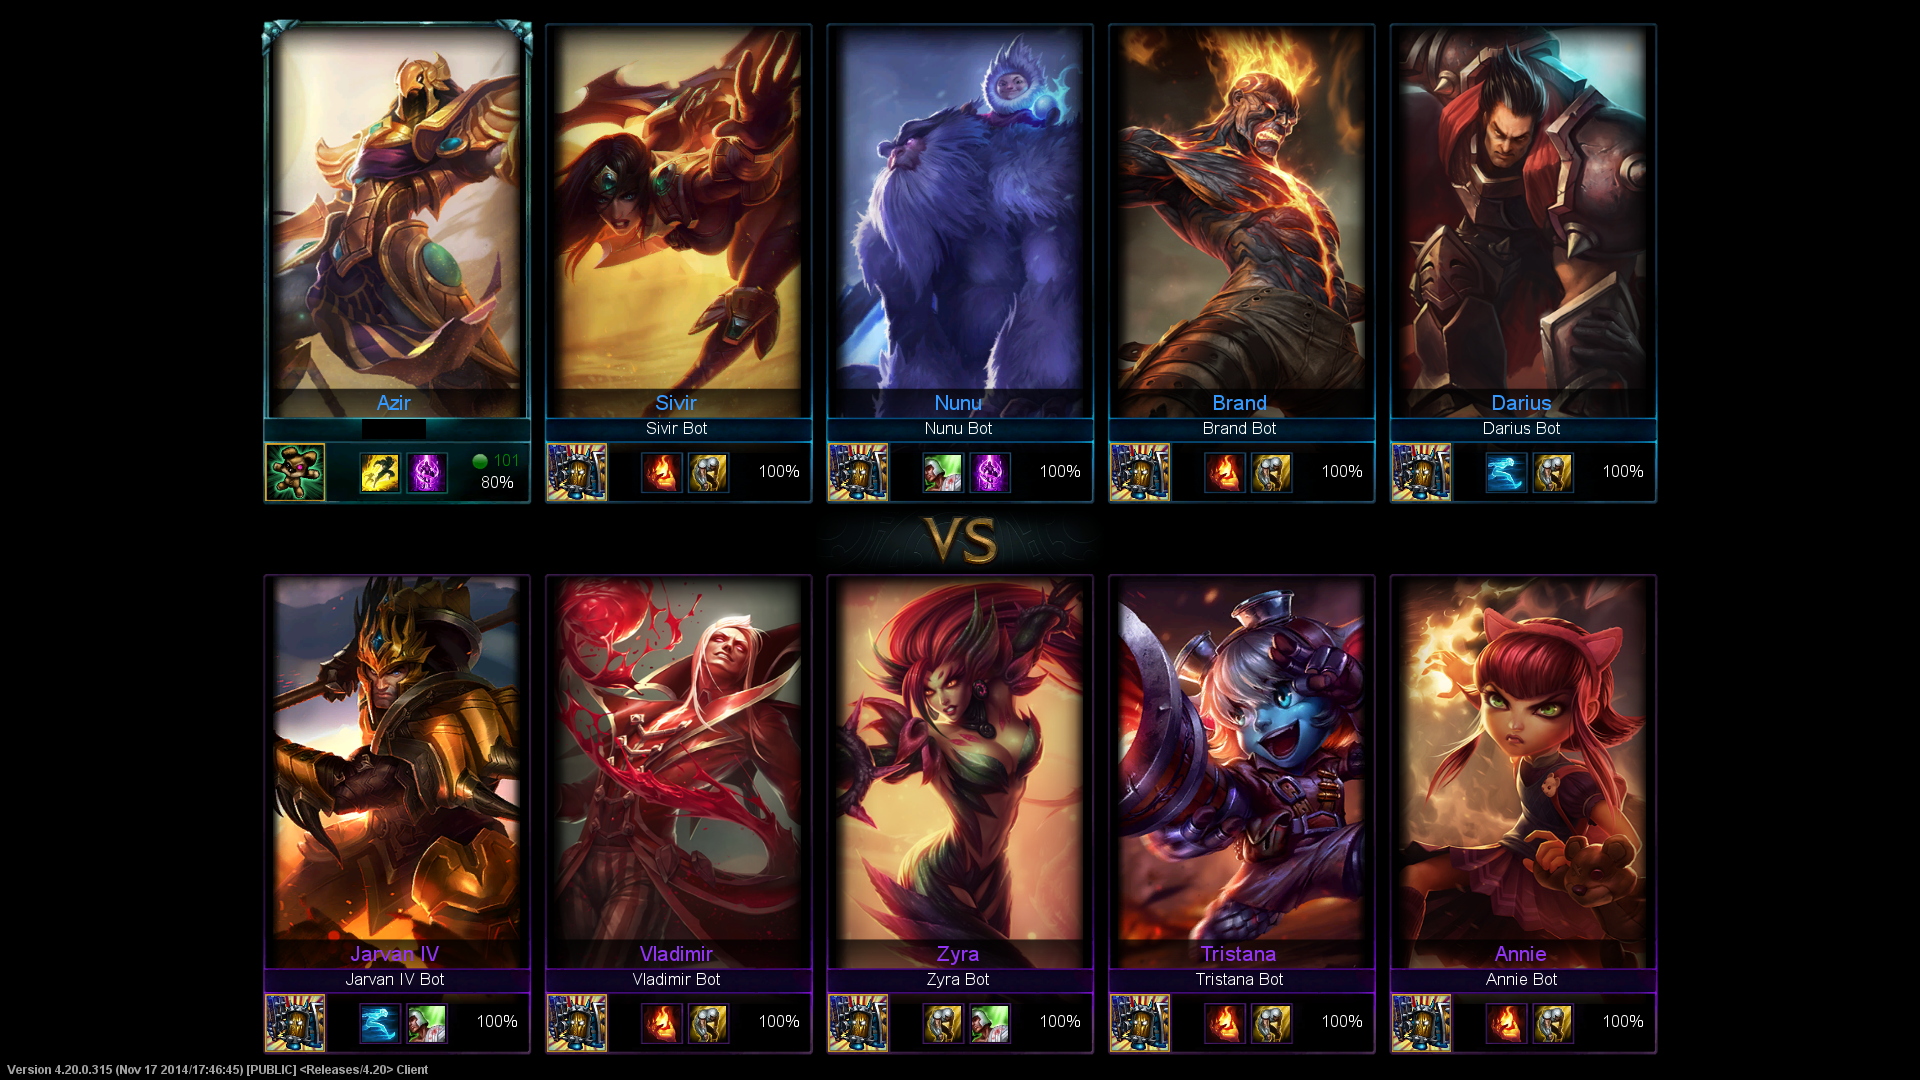 Azir
Sivir
Nunu
Brand
Darius
Sivir Bot
Nunu Bot
Brand Bot
Darius Bot
101
80%
100%
100%
100%
100%
VS
Jarvan IV
Vladimir
Zyra
Tristana
Annie
Jarvan IV Bot
Vladimir Bot
Zyra Bot
Tristana Bot
Annie Bot
100%
100%
100%
100%
100%
Version 4.20.0.315 (Nov 17 2014/17:46:45) [PUBLIC] <Releases/4.20> Client